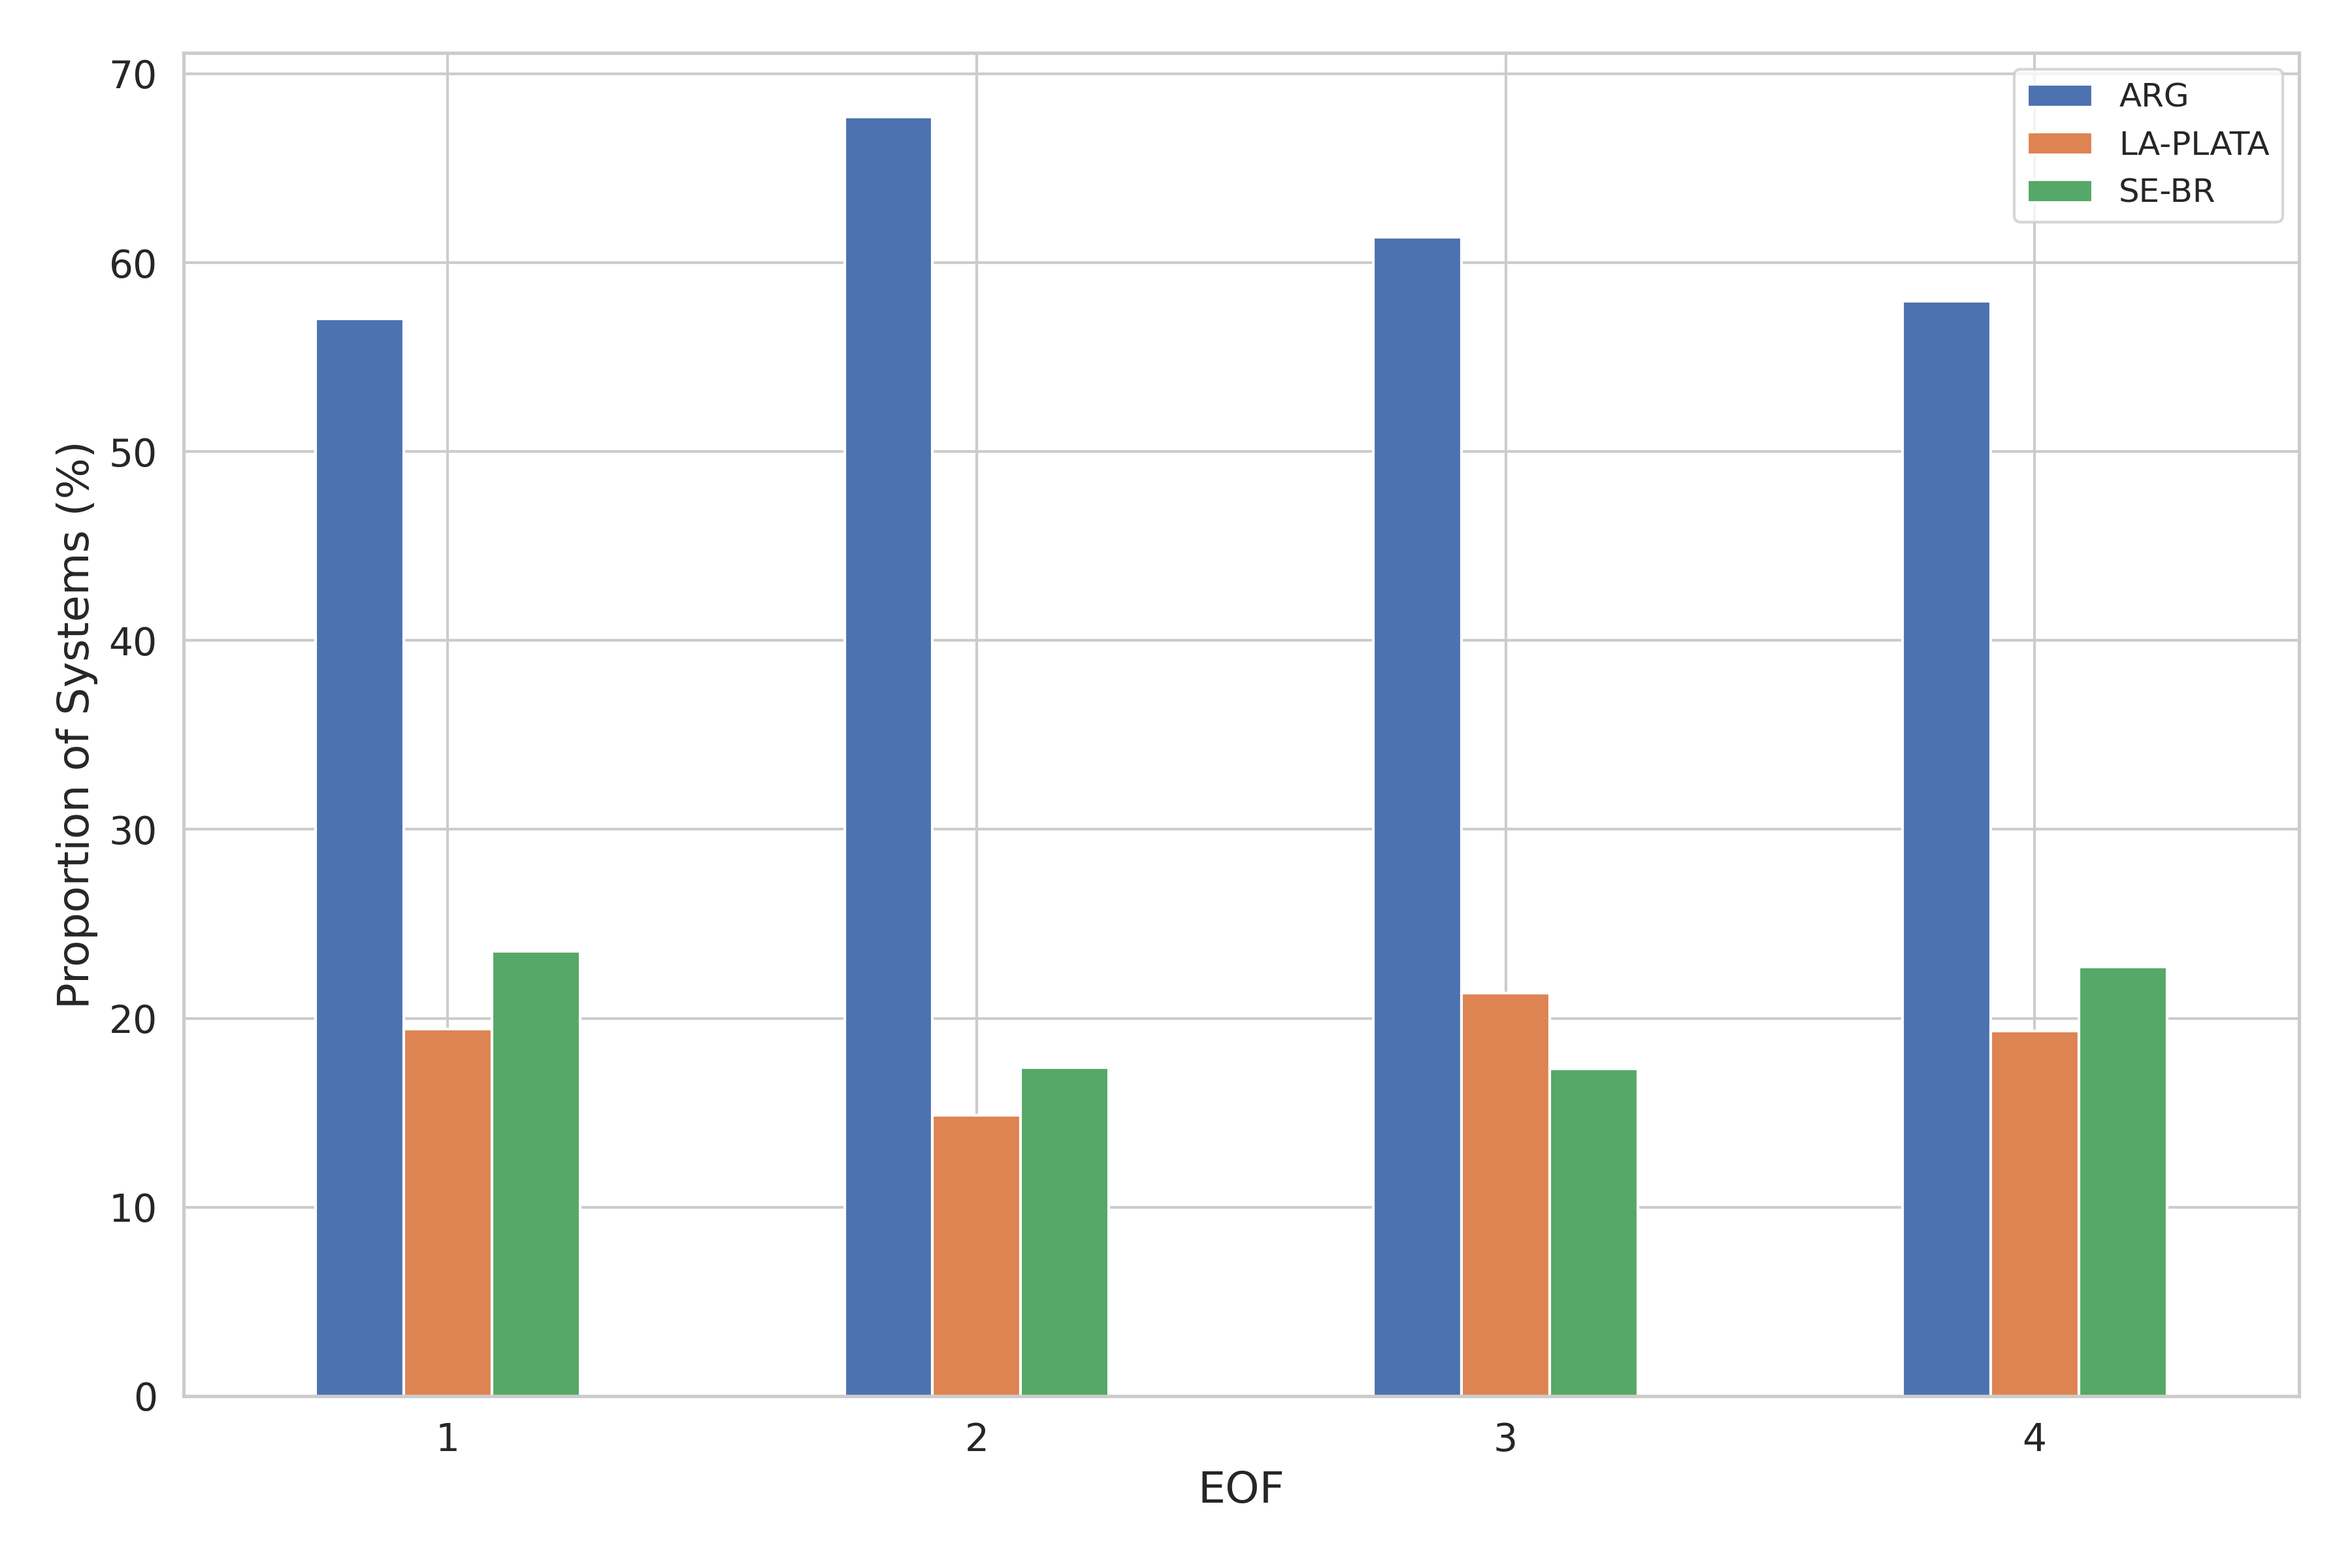 Proportion of Systems (%)
70
60
50
40
30
20
10
0
ARG
LA-PLATA
SE-BR
1 2 3 4
EOF